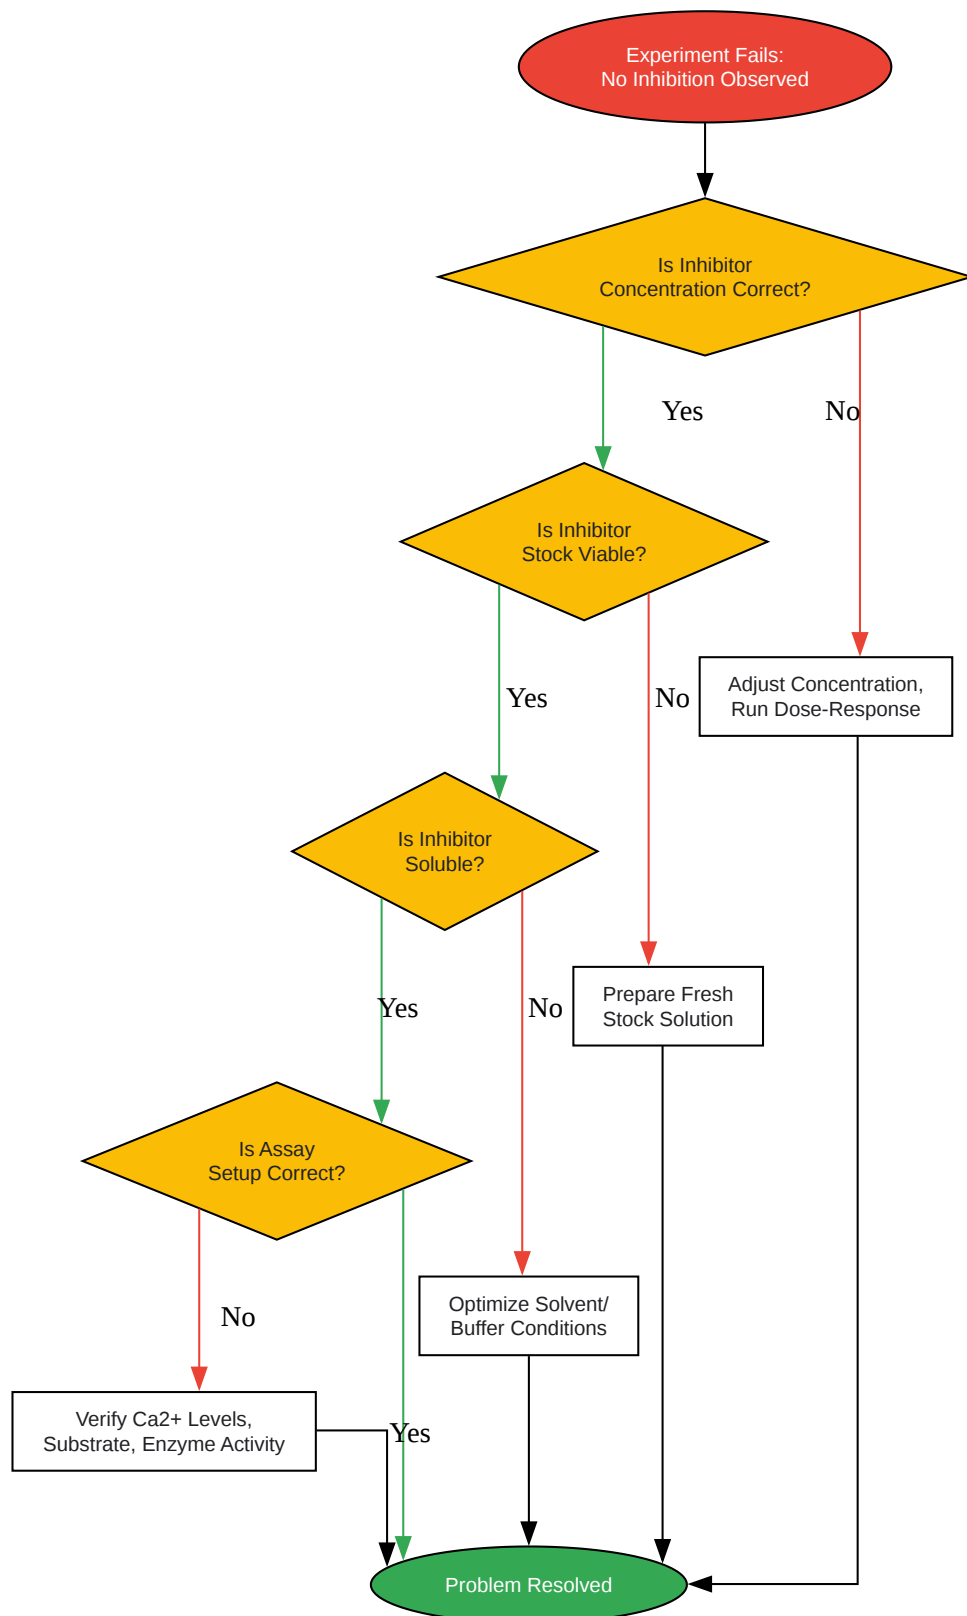 Experiment Fails:
No Inhibition Observed
Is Inhibitor
Concentration Correct?
Yes
No
Is Inhibitor
Stock Viable?
Yes
No
Adjust Concentration,
Run Dose-Response
Is Inhibitor
Soluble?
Yes
No
Prepare Fresh
Stock Solution
Is Assay
Setup Correct?
No
Optimize Solvent/
Buffer Conditions
Verify Ca2+ Levels,
Substrate, Enzyme Activity
Yes
Problem Resolved